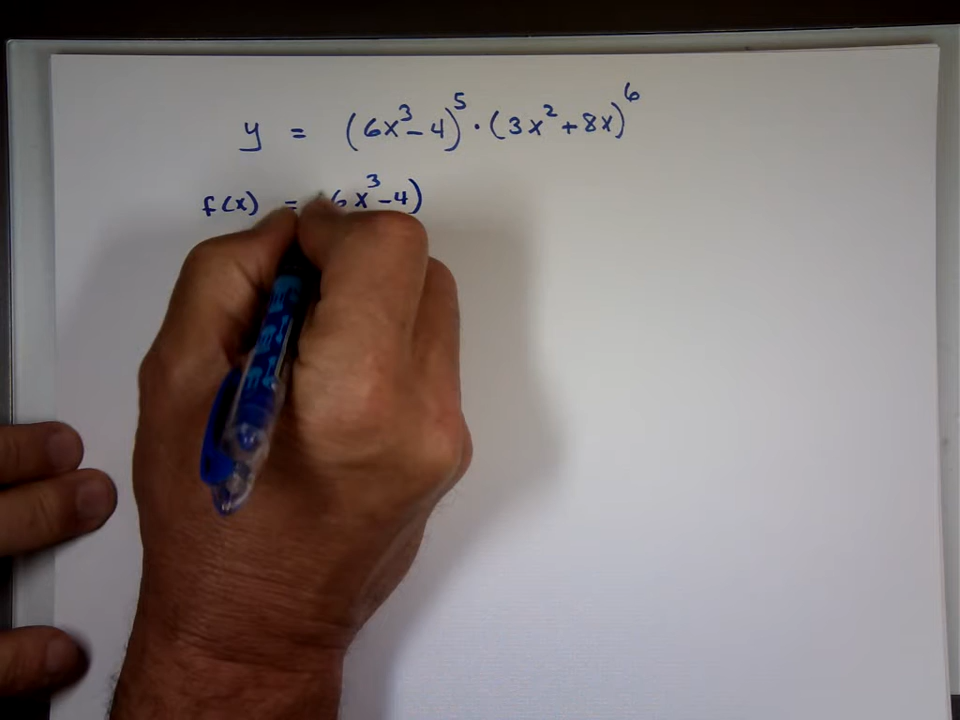 y = (6x³-4)⁵ · (3x²+8x)⁶
f(x) = (6x³-4)